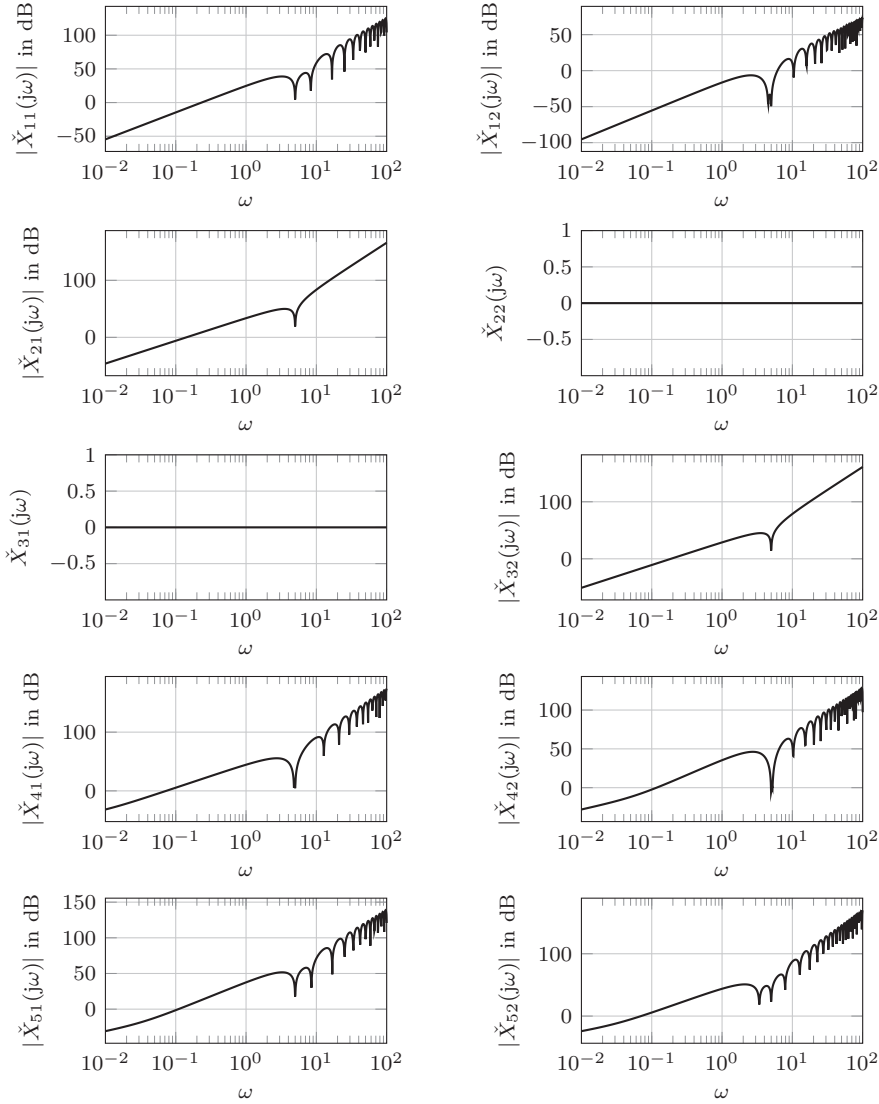 |X̌₁₁(jω)| in dB
100
50
0
−50
10⁻² 10⁻¹ 10⁰ 10¹ 10²
ω
|X̌₁₂(jω)| in dB
50
0
−50
−100
10⁻² 10⁻¹ 10⁰ 10¹ 10²
ω
|X̌₂₁(jω)| in dB
100
0
10⁻² 10⁻¹ 10⁰ 10¹ 10²
ω
X̌₂₂(jω)
1
0.5
0
−0.5
10⁻² 10⁻¹ 10⁰ 10¹ 10²
ω
X̌₃₁(jω)
1
0.5
0
−0.5
10⁻² 10⁻¹ 10⁰ 10¹ 10²
ω
|X̌₃₂(jω)| in dB
100
0
10⁻² 10⁻¹ 10⁰ 10¹ 10²
ω
|X̌₄₁(jω)| in dB
100
0
10⁻² 10⁻¹ 10⁰ 10¹ 10²
ω
|X̌₄₂(jω)| in dB
100
50
0
10⁻² 10⁻¹ 10⁰ 10¹ 10²
ω
|X̌₅₁(jω)| in dB
150
100
50
0
10⁻² 10⁻¹ 10⁰ 10¹ 10²
ω
|X̌₅₂(jω)| in dB
100
0
10⁻² 10⁻¹ 10⁰ 10¹ 10²
ω